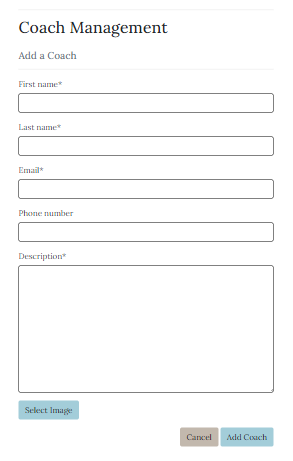 Coach Management
Add a Coach
First name*
Last name*
Email*
Phone number
Description*
Select Image
Cancel Add Coach